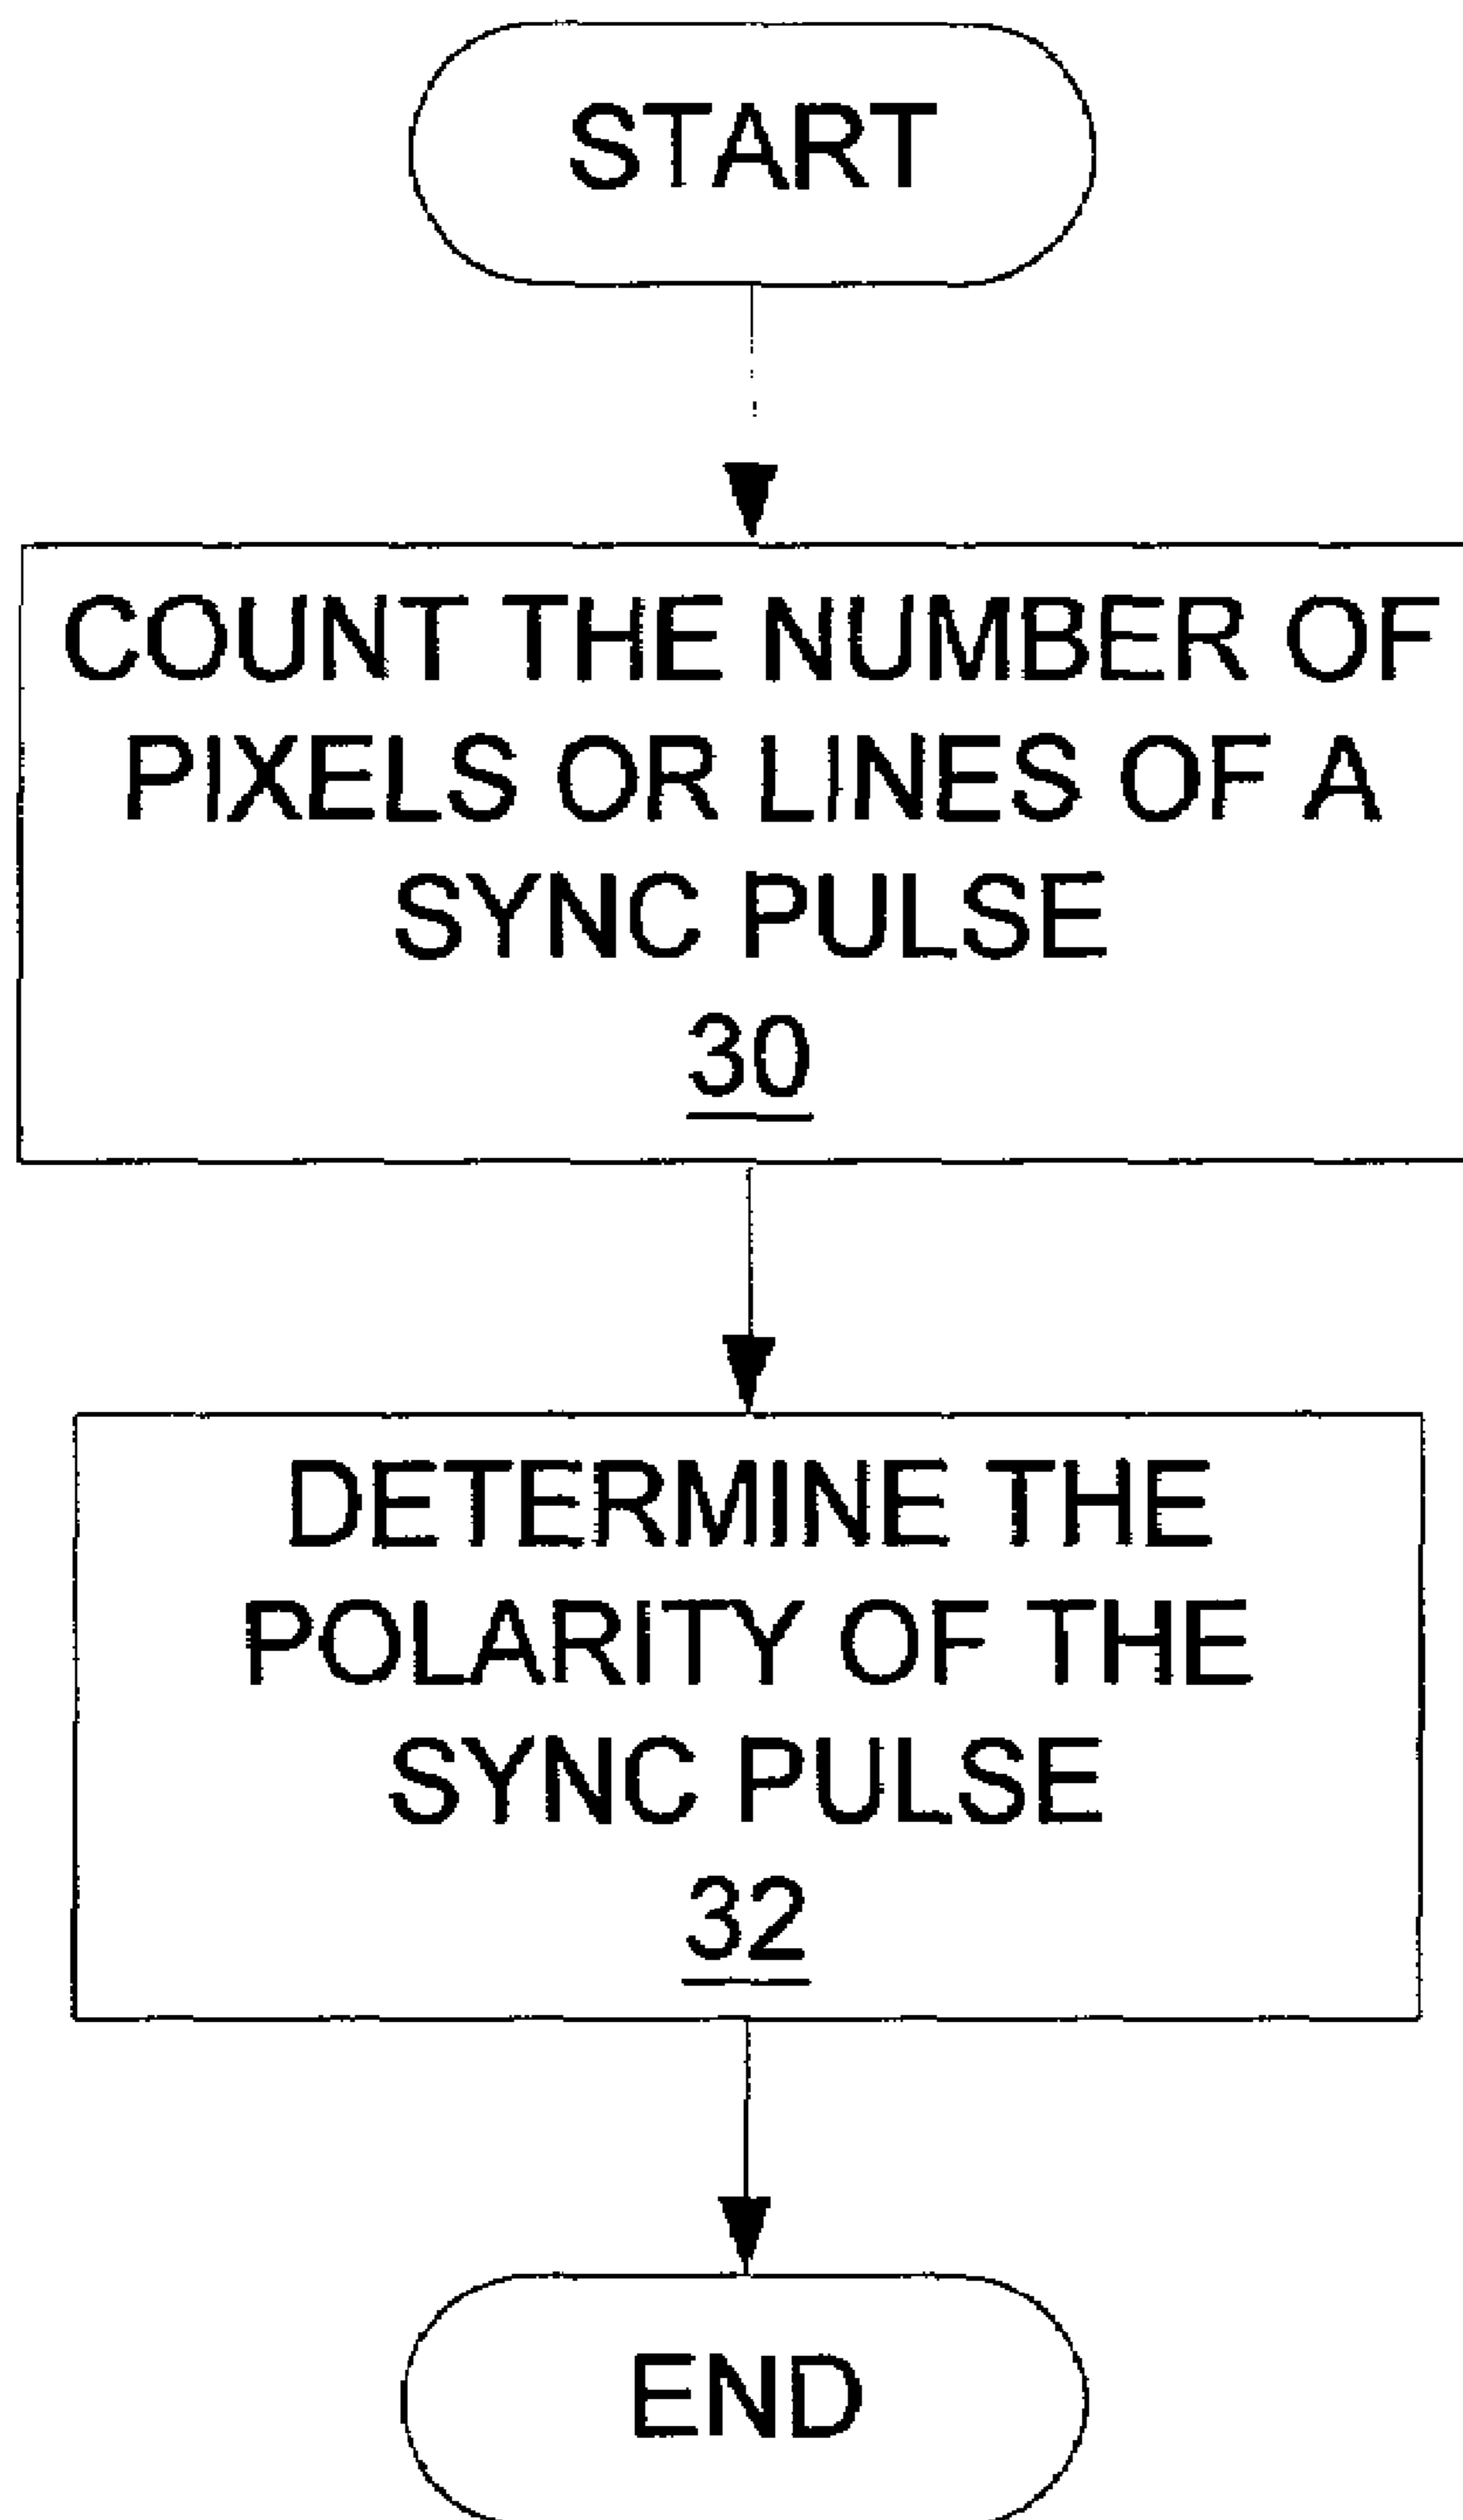 START
COUNT THE NUMBER OF
PIXELS OR LINES OF A
SYNC PULSE
30
DETERMINE THE
POLARITY OF THE
SYNC PULSE
32
END